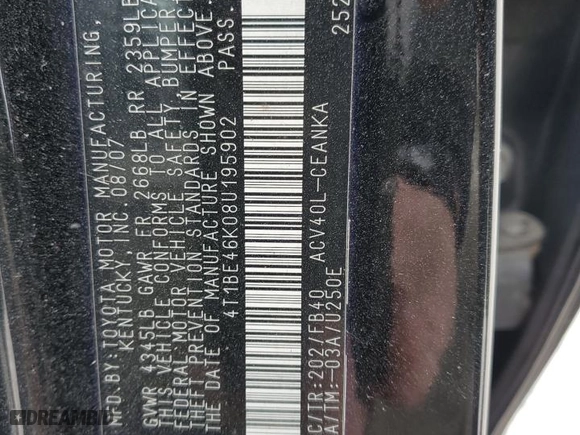 MFD.BY:TOYOTA MOTOR MANUFACTURING,
KENTUCKY, INC. 08/07
GVWR 4345LB GAWR FR 2668LB RR 2359LB
THIS VEHICLE CONFORMS TO ALL APPLICA
FEDERAL MOTOR VEHICLE SAFETY, BUMPER,
THEFT PREVENTION STANDARDS IN EFFECT
THE DATE OF MANUFACTURE SHOWN ABOVE.
4T1BE46K08U195902 PASS.
C/TR:202/FB40 ACV40L-CEANKA 252
A/TM:-03A/U250E
DREAMBID